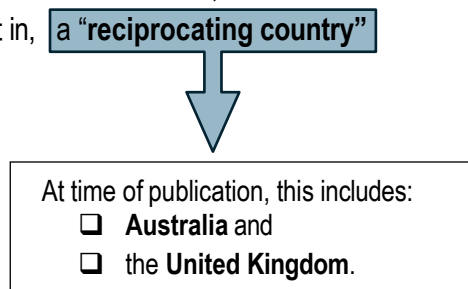 in, a “reciprocating country”
At time of publication, this includes:
❑ Australia and
❑ the United Kingdom.